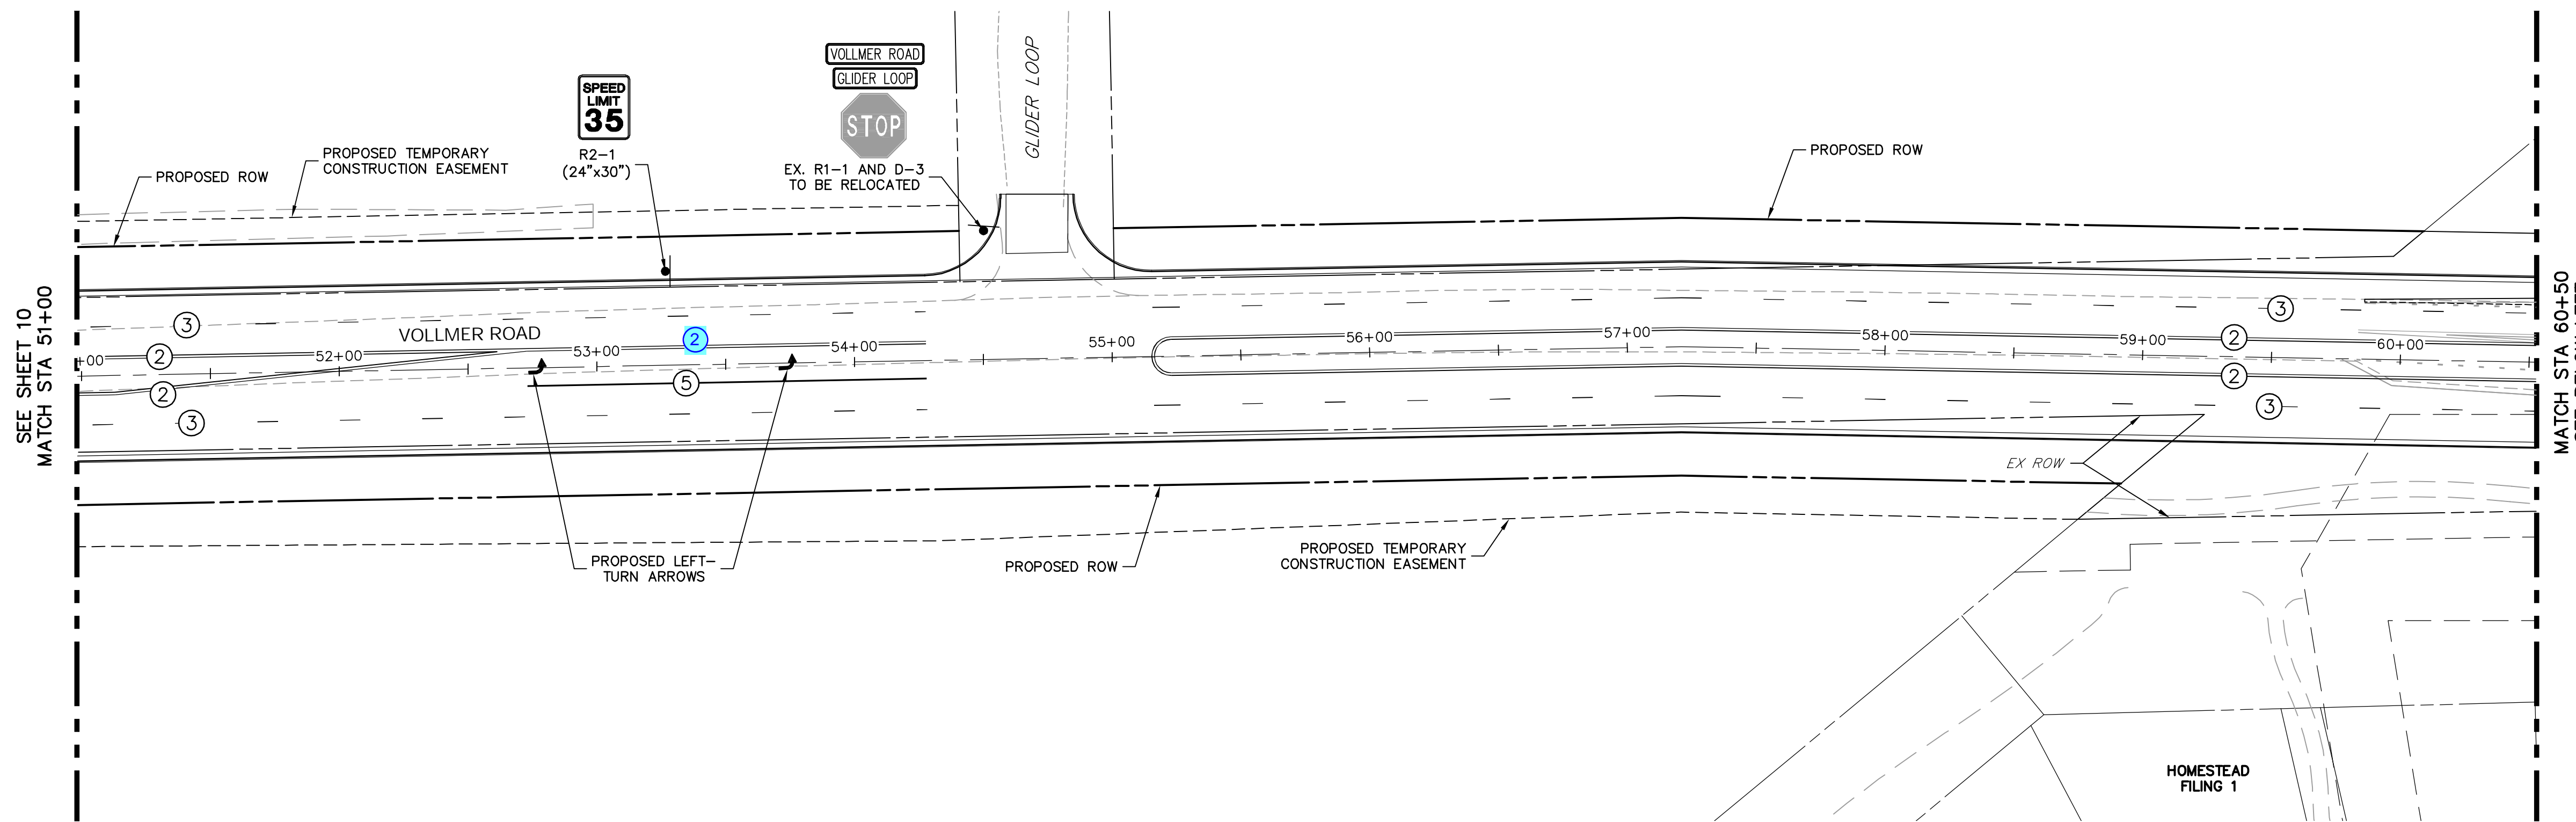 SEE SHEET 10
MATCH STA 51+00
PROPOSED ROW
PROPOSED TEMPORARY
CONSTRUCTION EASEMENT
SPEED
LIMIT
35
R2-1
(24"x30")
VOLLMER ROAD
GLIDER LOOP
STOP
EX. R1-1 AND D-3
TO BE RELOCATED
GLIDER LOOP
PROPOSED ROW
3
VOLLMER ROAD
2
3
2
+00
2
52+00
53+00
54+00
55+00
56+00
57+00
58+00
59+00
2
60+00
2
5
2
3
3
EX ROW
PROPOSED LEFT-
TURN ARROWS
PROPOSED ROW
PROPOSED TEMPORARY
CONSTRUCTION EASEMENT
HOMESTEAD
FILING 1
MATCH STA 60+50